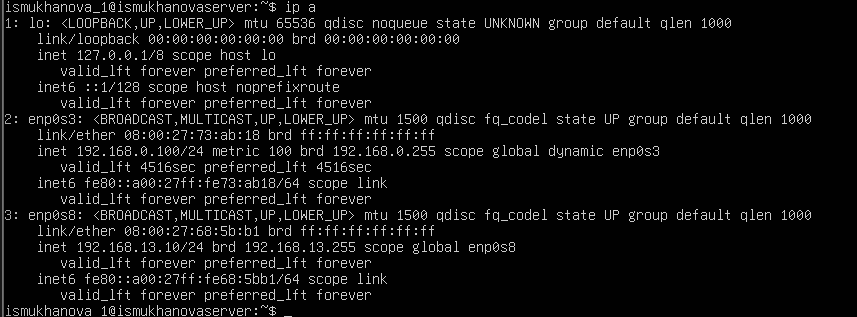 ismukhanova_1@ismukhanovaserver:~$ ip a
1: lo: <LOOPBACK,UP,LOWER_UP> mtu 65536 qdisc noqueue state UNKNOWN group default qlen 1000
    link/loopback 00:00:00:00:00:00 brd 00:00:00:00:00:00
    inet 127.0.0.1/8 scope host lo
       valid_lft forever preferred_lft forever
    inet6 ::1/128 scope host noprefixroute
       valid_lft forever preferred_lft forever
2: enp0s3: <BROADCAST,MULTICAST,UP,LOWER_UP> mtu 1500 qdisc fq_codel state UP group default qlen 1000
    link/ether 08:00:27:73:ab:18 brd ff:ff:ff:ff:ff:ff
    inet 192.168.0.100/24 metric 100 brd 192.168.0.255 scope global dynamic enp0s3
       valid_lft 4516sec preferred_lft 4516sec
    inet6 fe80::a00:27ff:fe73:ab18/64 scope link
       valid_lft forever preferred_lft forever
3: enp0s8: <BROADCAST,MULTICAST,UP,LOWER_UP> mtu 1500 qdisc fq_codel state UP group default qlen 1000
    link/ether 08:00:27:68:5b:b1 brd ff:ff:ff:ff:ff:ff
    inet 192.168.13.10/24 brd 192.168.13.255 scope global enp0s8
       valid_lft forever preferred_lft forever
    inet6 fe80::a00:27ff:fe68:5bb1/64 scope link
       valid_lft forever preferred_lft forever
ismukhanova_1@ismukhanovaserver:~$ _